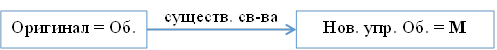 Оригинал = Об.
существ. св-ва
Нов. упр. Об. = М